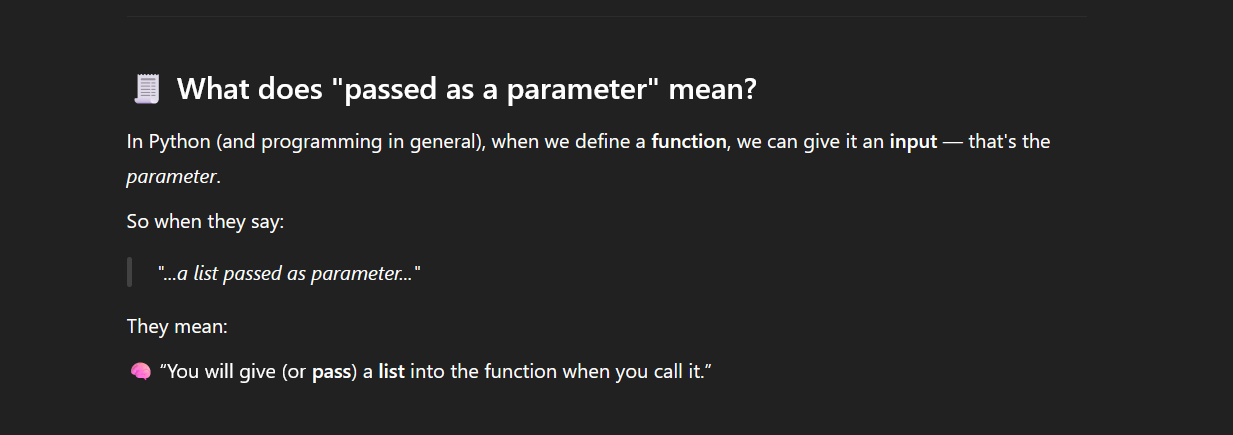 🧾 What does "passed as a parameter" mean?
In Python (and programming in general), when we define a function, we can give it an input — that's the
parameter.
So when they say:
"...a list passed as parameter..."
They mean:
🧠 “You will give (or pass) a list into the function when you call it.”